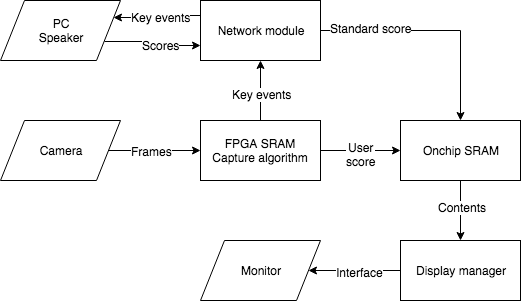 PC
Speaker
Key events
Scores
Network module
Standard score
Key events
Camera
Frames
FPGA SRAM
Capture algorithm
User
score
Onchip SRAM
Contents
Monitor
Interface
Display manager